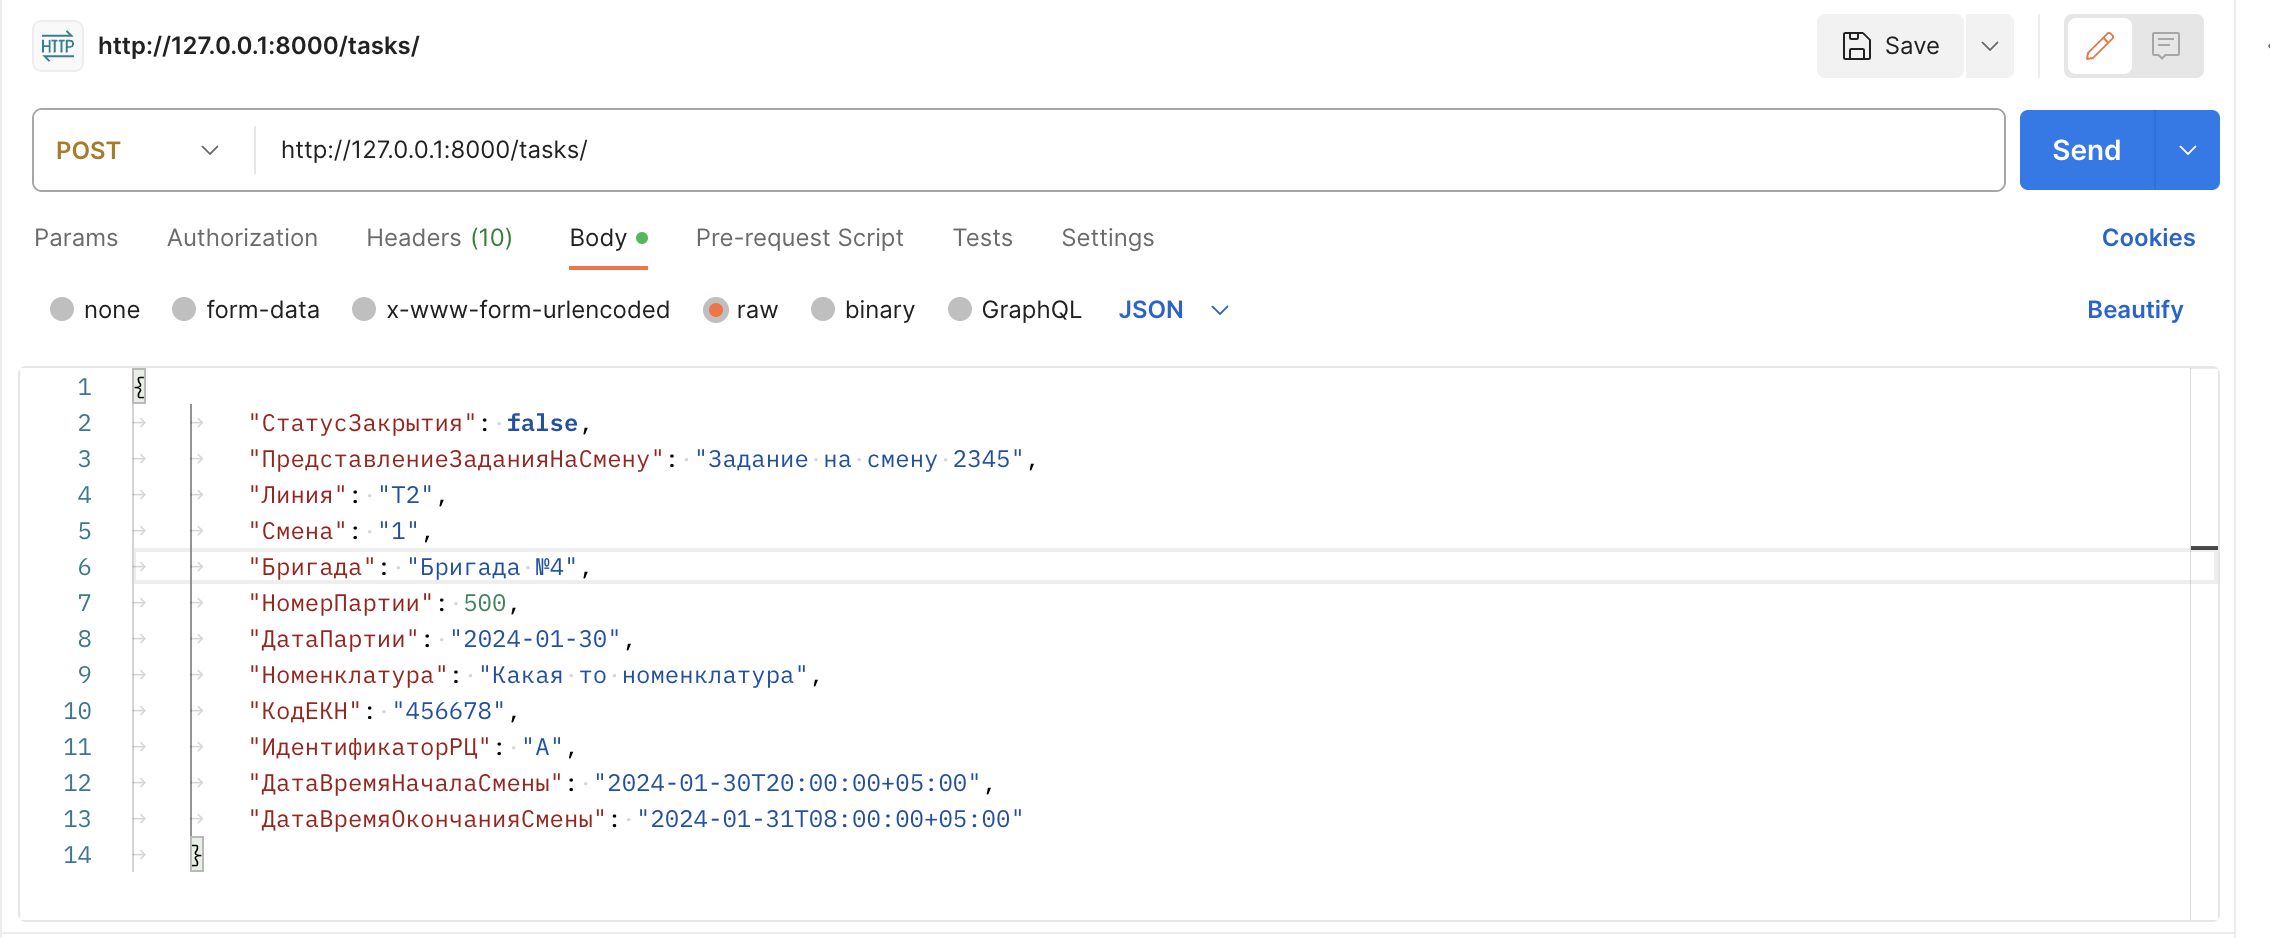 HTTP http://127.0.0.1:8000/tasks/ Save
POST http://127.0.0.1:8000/tasks/ Send
Params Authorization Headers (10) Body Pre-request Script Tests Settings Cookies
none form-data x-www-form-urlencoded raw binary GraphQL JSON Beautify
1 {
2 "СтатусЗакрытия": false,
3 "ПредставлениеЗаданияНаСмену": "Задание на смену 2345",
4 "Линия": "Т2",
5 "Смена": "1",
6 "Бригада": "Бригада №4",
7 "НомерПартии": 500,
8 "ДатаПартии": "2024-01-30",
9 "Номенклатура": "Какая то номенклатура",
10 "КодЕКН": "456678",
11 "ИдентификаторРЦ": "A",
12 "ДатаВремяНачалаСмены": "2024-01-30T20:00:00+05:00",
13 "ДатаВремяОкончанияСмены": "2024-01-31T08:00:00+05:00"
14 }